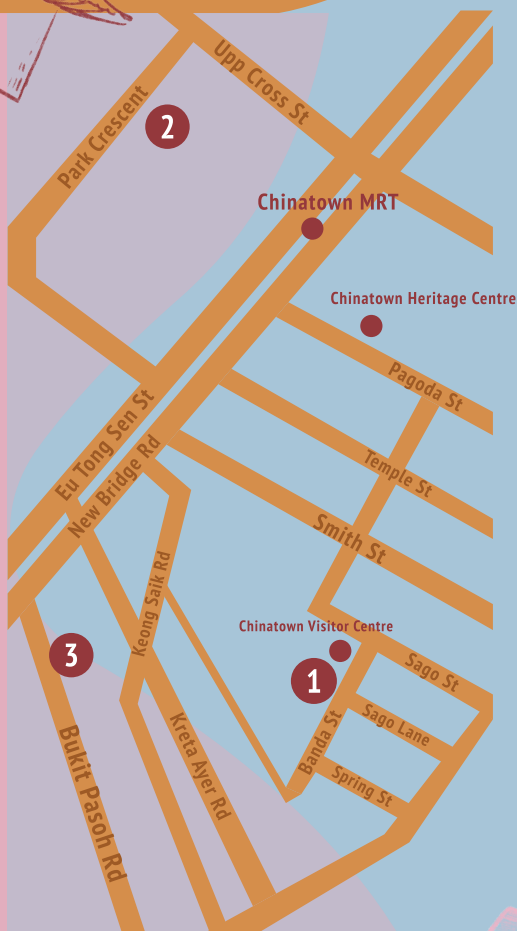 Upp Cross St
Park Crescent
2
Chinatown MRT
Chinatown Heritage Centre
Pagoda St
Eu Tong Sen St
New Bridge Rd
Temple St
Smith St
Keong Saik Rd
Chinatown Visitor Centre
3
1
Sago St
Sago Lane
Banda St
Kreta Ayer Rd
Spring St
Bukit Pasoh Rd